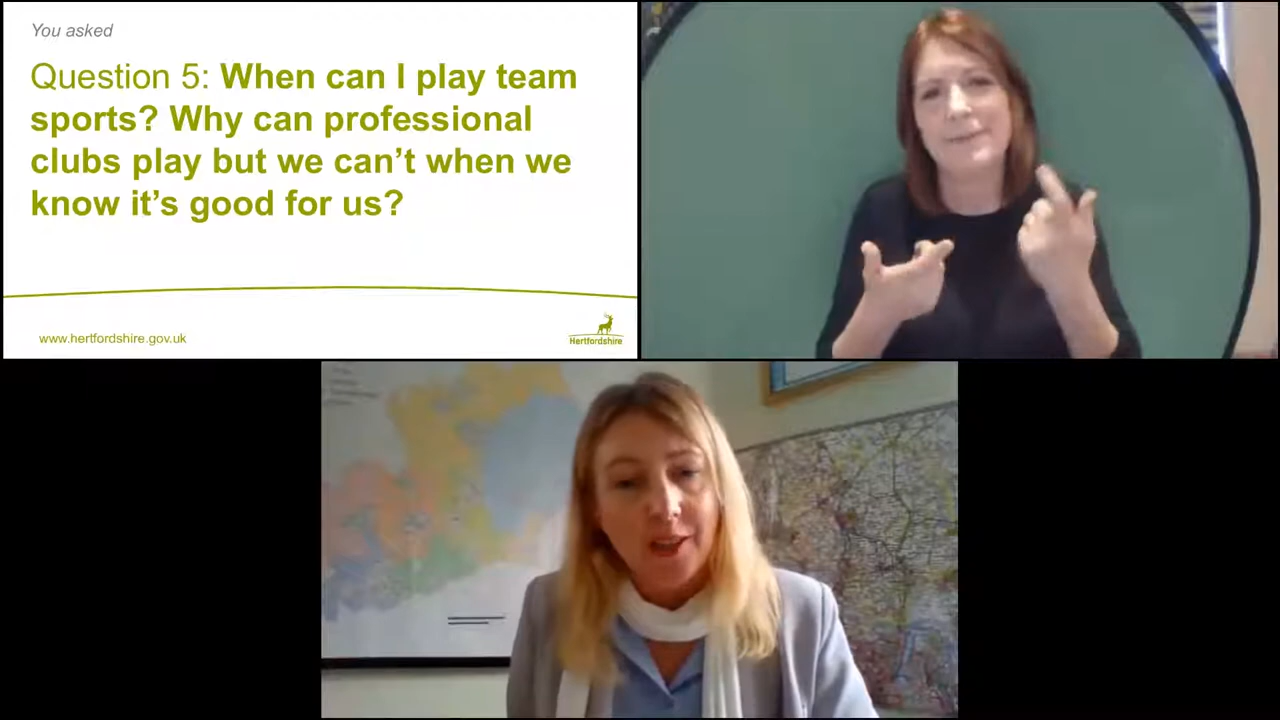 You asked
Question 5: When can I play team
sports? Why can professional
clubs play but we can’t when we
know it’s good for us?
www.hertfordshire.gov.uk
Hertfordshire